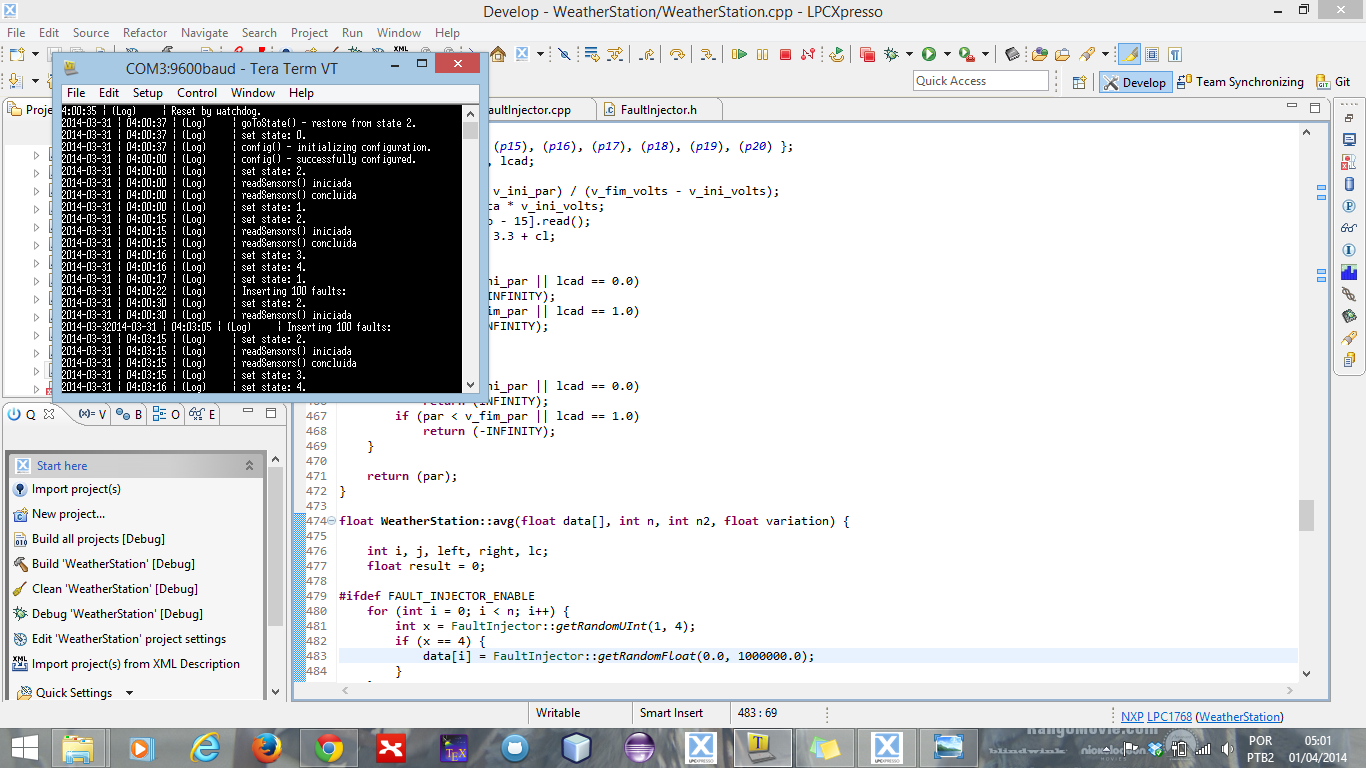 Develop - WeatherStation/WeatherStation.cpp - LPCXpresso
File Edit Source Refactor Navigate Search Project Run Window Help
Quick Access
Develop
Team Synchronizing
Git
COM3:9600baud - Tera Term VT
File Edit Setup Control Window Help
4:00:35 ¦ (Log) ¦ Reset by watchdog.
2014-03-31 ¦ 04:00:37 ¦ (Log) ¦ goToState() - restore from state 2.
2014-03-31 ¦ 04:00:37 ¦ (Log) ¦ set state: 0.
2014-03-31 ¦ 04:00:37 ¦ (Log) ¦ config() - initializing configuration.
2014-03-31 ¦ 04:00:00 ¦ (Log) ¦ config() - successfully configured.
2014-03-31 ¦ 04:00:00 ¦ (Log) ¦ set state: 2.
2014-03-31 ¦ 04:00:00 ¦ (Log) ¦ readSensors() iniciada
2014-03-31 ¦ 04:00:00 ¦ (Log) ¦ readSensors() concluida
2014-03-31 ¦ 04:00:00 ¦ (Log) ¦ set state: 1.
2014-03-31 ¦ 04:00:15 ¦ (Log) ¦ set state: 2.
2014-03-31 ¦ 04:00:15 ¦ (Log) ¦ readSensors() iniciada
2014-03-31 ¦ 04:00:15 ¦ (Log) ¦ readSensors() concluida
2014-03-31 ¦ 04:00:16 ¦ (Log) ¦ set state: 3.
2014-03-31 ¦ 04:00:16 ¦ (Log) ¦ set state: 4.
2014-03-31 ¦ 04:00:17 ¦ (Log) ¦ set state: 1.
2014-03-31 ¦ 04:00:22 ¦ (Log) ¦ Inserting 100 faults:
2014-03-31 ¦ 04:00:30 ¦ (Log) ¦ set state: 2.
2014-03-31 ¦ 04:00:30 ¦ (Log) ¦ readSensors() iniciada
2014-03-32014-03-31 ¦ 04:03:05 ¦ (Log) ¦ Inserting 100 faults:
2014-03-31 ¦ 04:03:15 ¦ (Log) ¦ set state: 2.
2014-03-31 ¦ 04:03:15 ¦ (Log) ¦ readSensors() iniciada
2014-03-31 ¦ 04:03:15 ¦ (Log) ¦ readSensors() concluida
2014-03-31 ¦ 04:03:15 ¦ (Log) ¦ set state: 3.
2014-03-31 ¦ 04:03:16 ¦ (Log) ¦ set state: 4.
Proje
aultInjector.cpp
FaultInjector.h
(p15), (p16), (p17), (p18), (p19), (p20) };
, lcad;
v_ini_par) / (v_fim_volts - v_ini_volts);
ca * v_ini_volts;
o - 15].read();
3.3 + cl;
ni_par || lcad == 0.0)
INFINITY);
im_par || lcad == 1.0)
INFINITY);
ni_par || lcad == 0.0)
return (INFINITY);
467 if (par < v_fim_par || lcad == 1.0)
468 return (-INFINITY);
469 }
470
471 return (par);
472 }
473
474 float WeatherStation::avg(float data[], int n, int n2, float variation) {
475
476 int i, j, left, right, lc;
477 float result = 0;
478
479 #ifdef FAULT_INJECTOR_ENABLE
480 for (int i = 0; i < n; i++) {
481 int x = FaultInjector::getRandomUInt(1, 4);
482 if (x == 4) {
483 data[i] = FaultInjector::getRandomFloat(0.0, 1000000.0);
484 }
Q (x)= V B O E
Start here
Import project(s)
New project...
Build all projects [Debug]
Build 'WeatherStation' [Debug]
Clean 'WeatherStation' [Debug]
Debug 'WeatherStation' [Debug]
Edit 'WeatherStation' project settings
Import project(s) from XML Description
Quick Settings
Writable
Smart Insert
483 : 69
NXP LPC1768 (WeatherStation)
POR
PTB2
05:01
01/04/2014